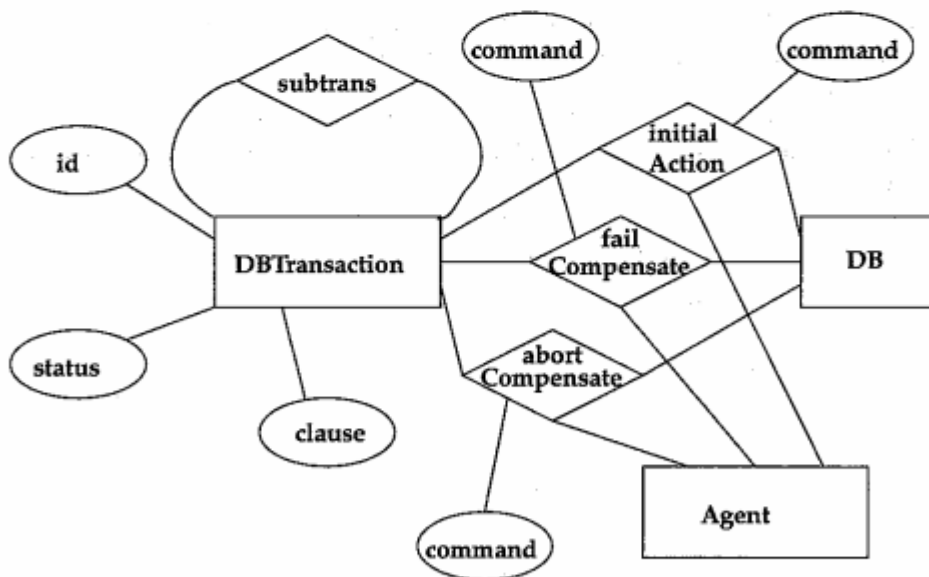 command
command
subtrans
initial
Action
id
DBTransaction
fail
Compensate
DB
status
abort
Compensate
clause
Agent
command